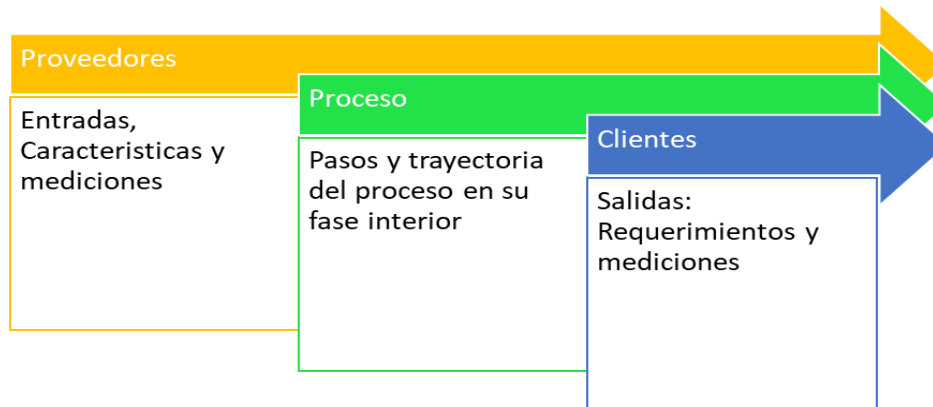 Proveedores
Entradas,
Caracteristicas y
mediciones
Proceso
Pasos y trayectoria
del proceso en su
fase interior
Clientes
Salidas:
Requerimientos y
mediciones